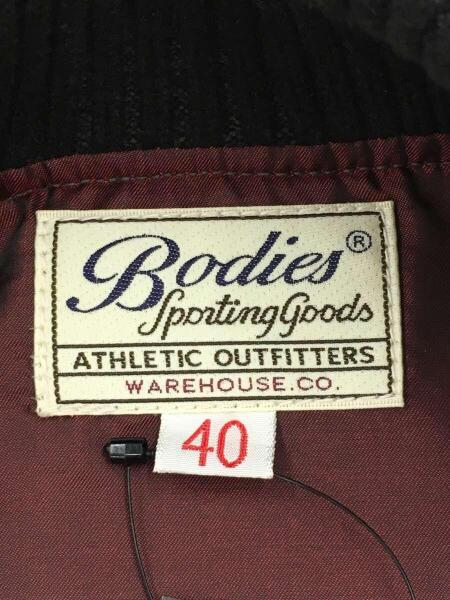 Bodies®
Sporting Goods
ATHLETIC OUTFITTERS
WAREHOUSE.CO.
40